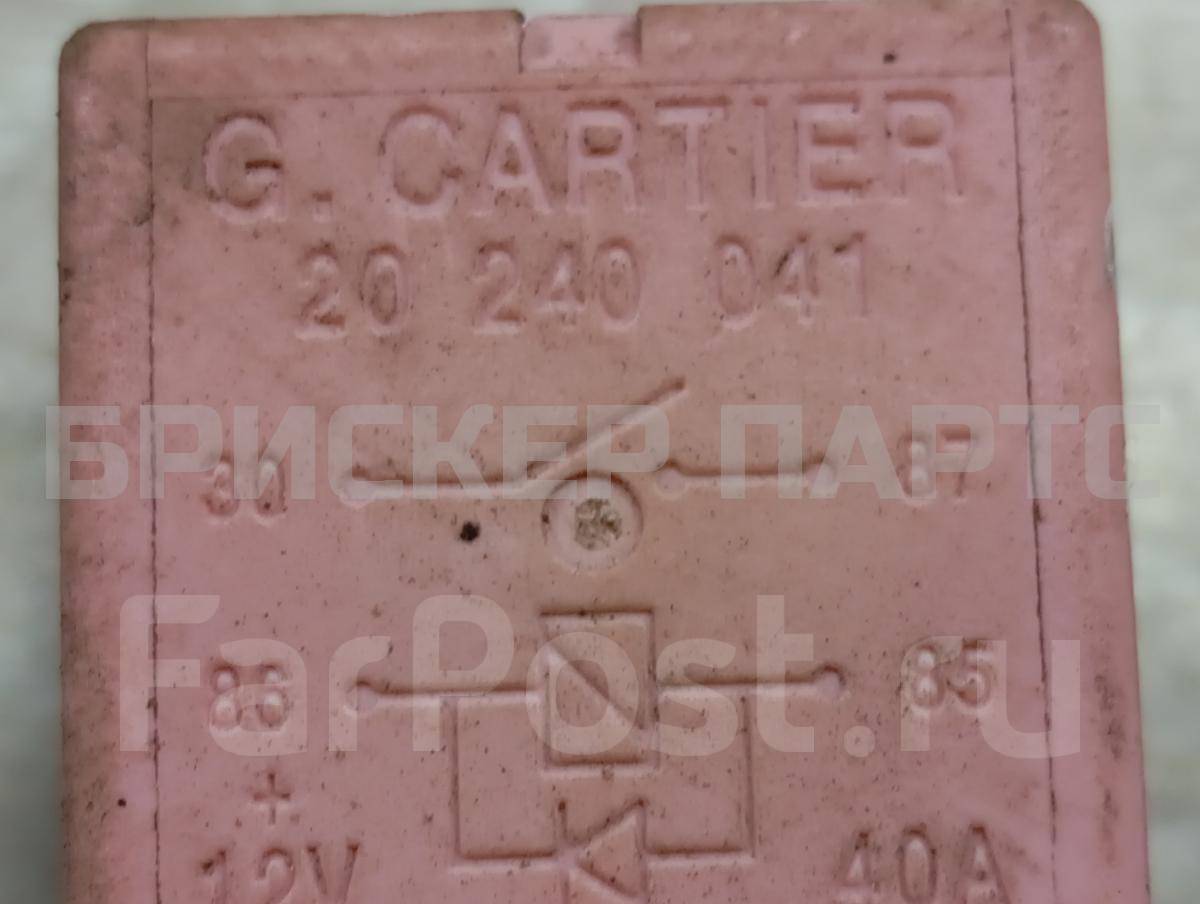 G. CARTIER
20 240 041
БРИСКЕР ПАРТС
30 87
FarPost.ru
86 85
+
12V 40A